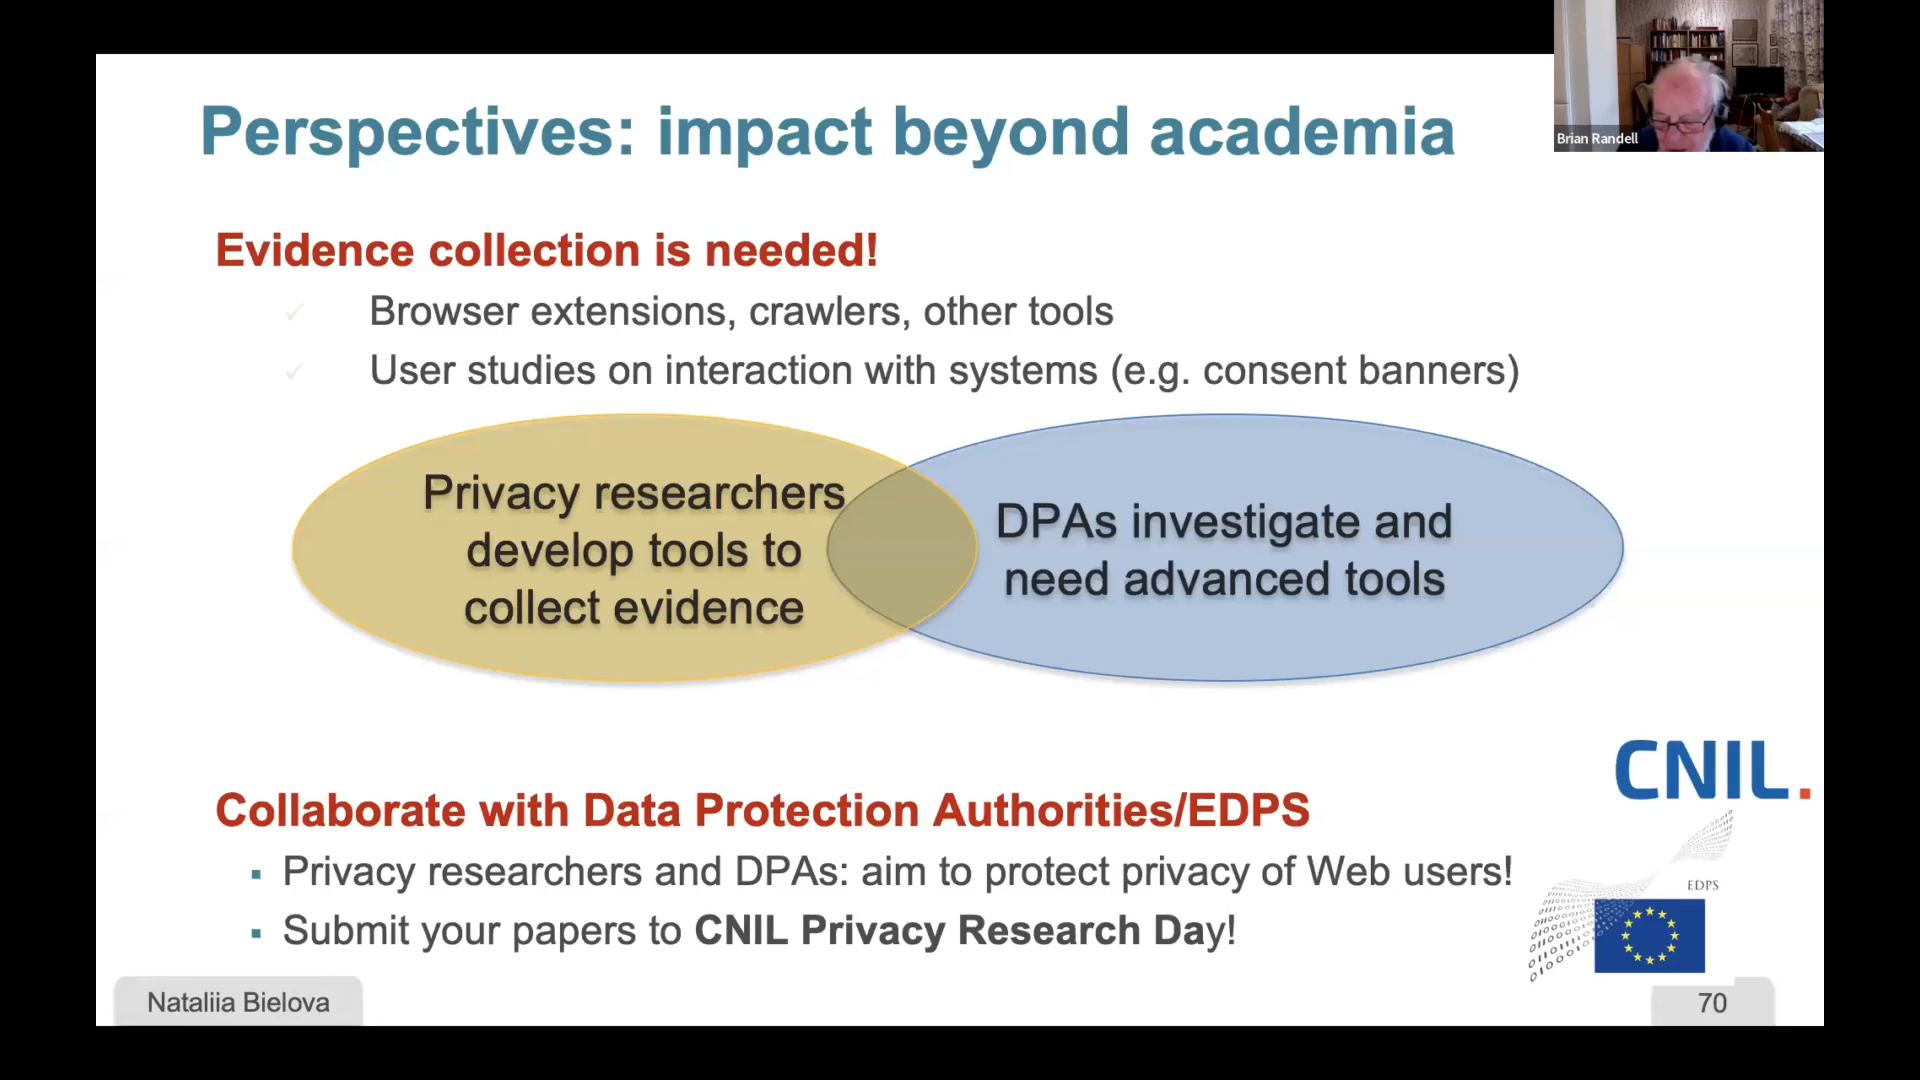 Perspectives: impact beyond academia
Brian Randell
Evidence collection is needed!
Browser extensions, crawlers, other tools
User studies on interaction with systems (e.g. consent banners)
Privacy researchers
develop tools to
collect evidence
DPAs investigate and
need advanced tools
CNIL.
Collaborate with Data Protection Authorities/EDPS
Privacy researchers and DPAs: aim to protect privacy of Web users!
EDPS
Submit your papers to CNIL Privacy Research Day!
Nataliia Bielova
70